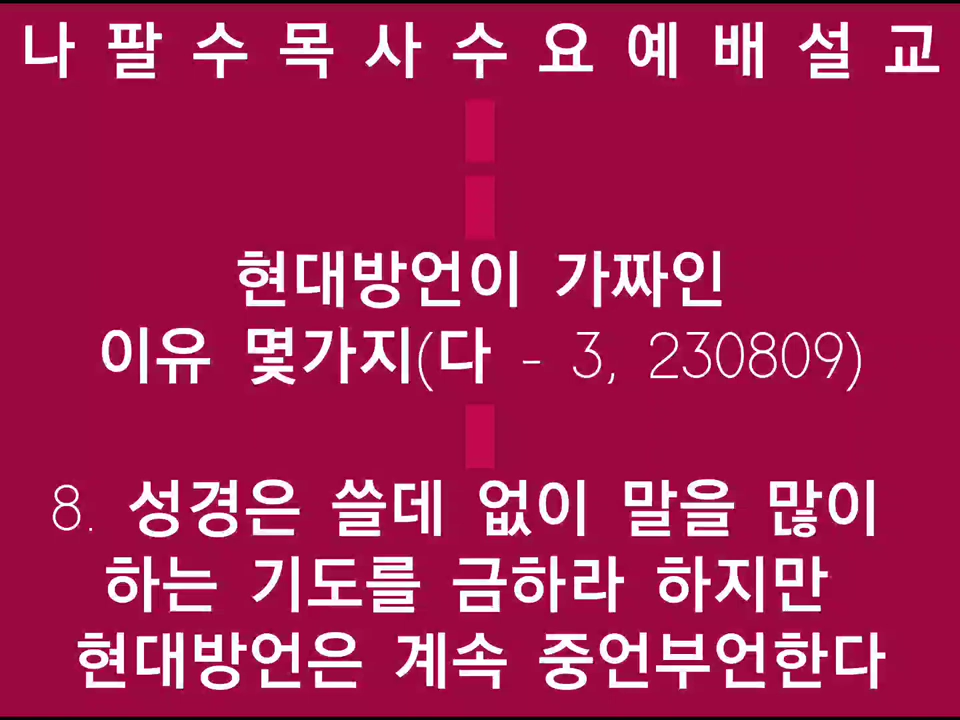 나 팔 수 목 사 수 요 예 배 설 교
현대방언이 가짜인
이유 몇가지(다 - 3, 230809)
8. 성경은 쓸데 없이 말을 많이
하는 기도를 금하라 하지만
현대방언은 계속 중언부언한다